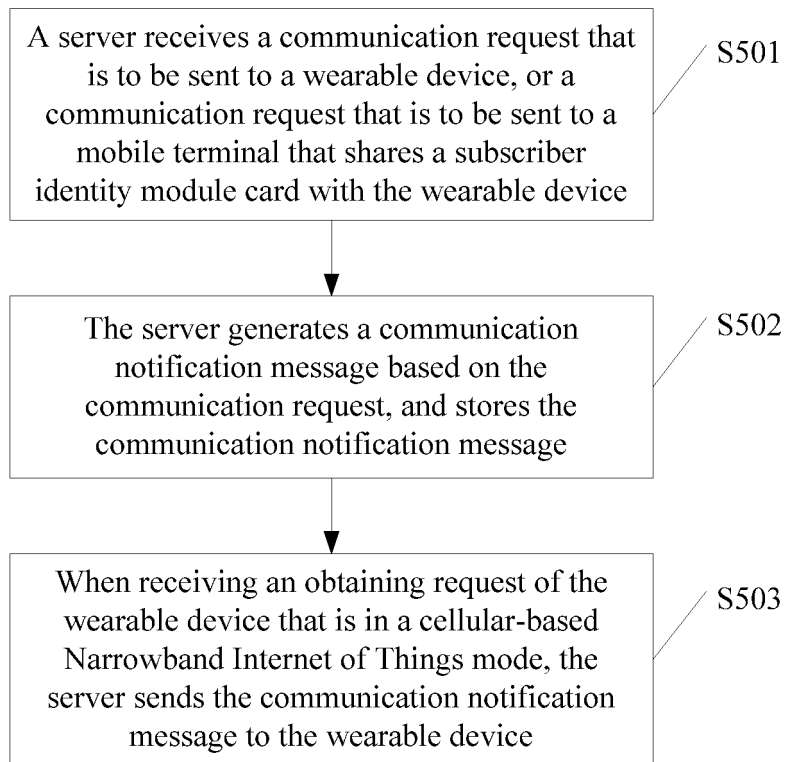 A server receives a communication request that
is to be sent to a wearable device, or a
communication request that is to be sent to a
mobile terminal that shares a subscriber
identity module card with the wearable device
S501
The server generates a communication
notification message based on the
communication request, and stores the
communication notification message
S502
When receiving an obtaining request of the
wearable device that is in a cellular-based
Narrowband Internet of Things mode, the
server sends the communication notification
message to the wearable device
S503